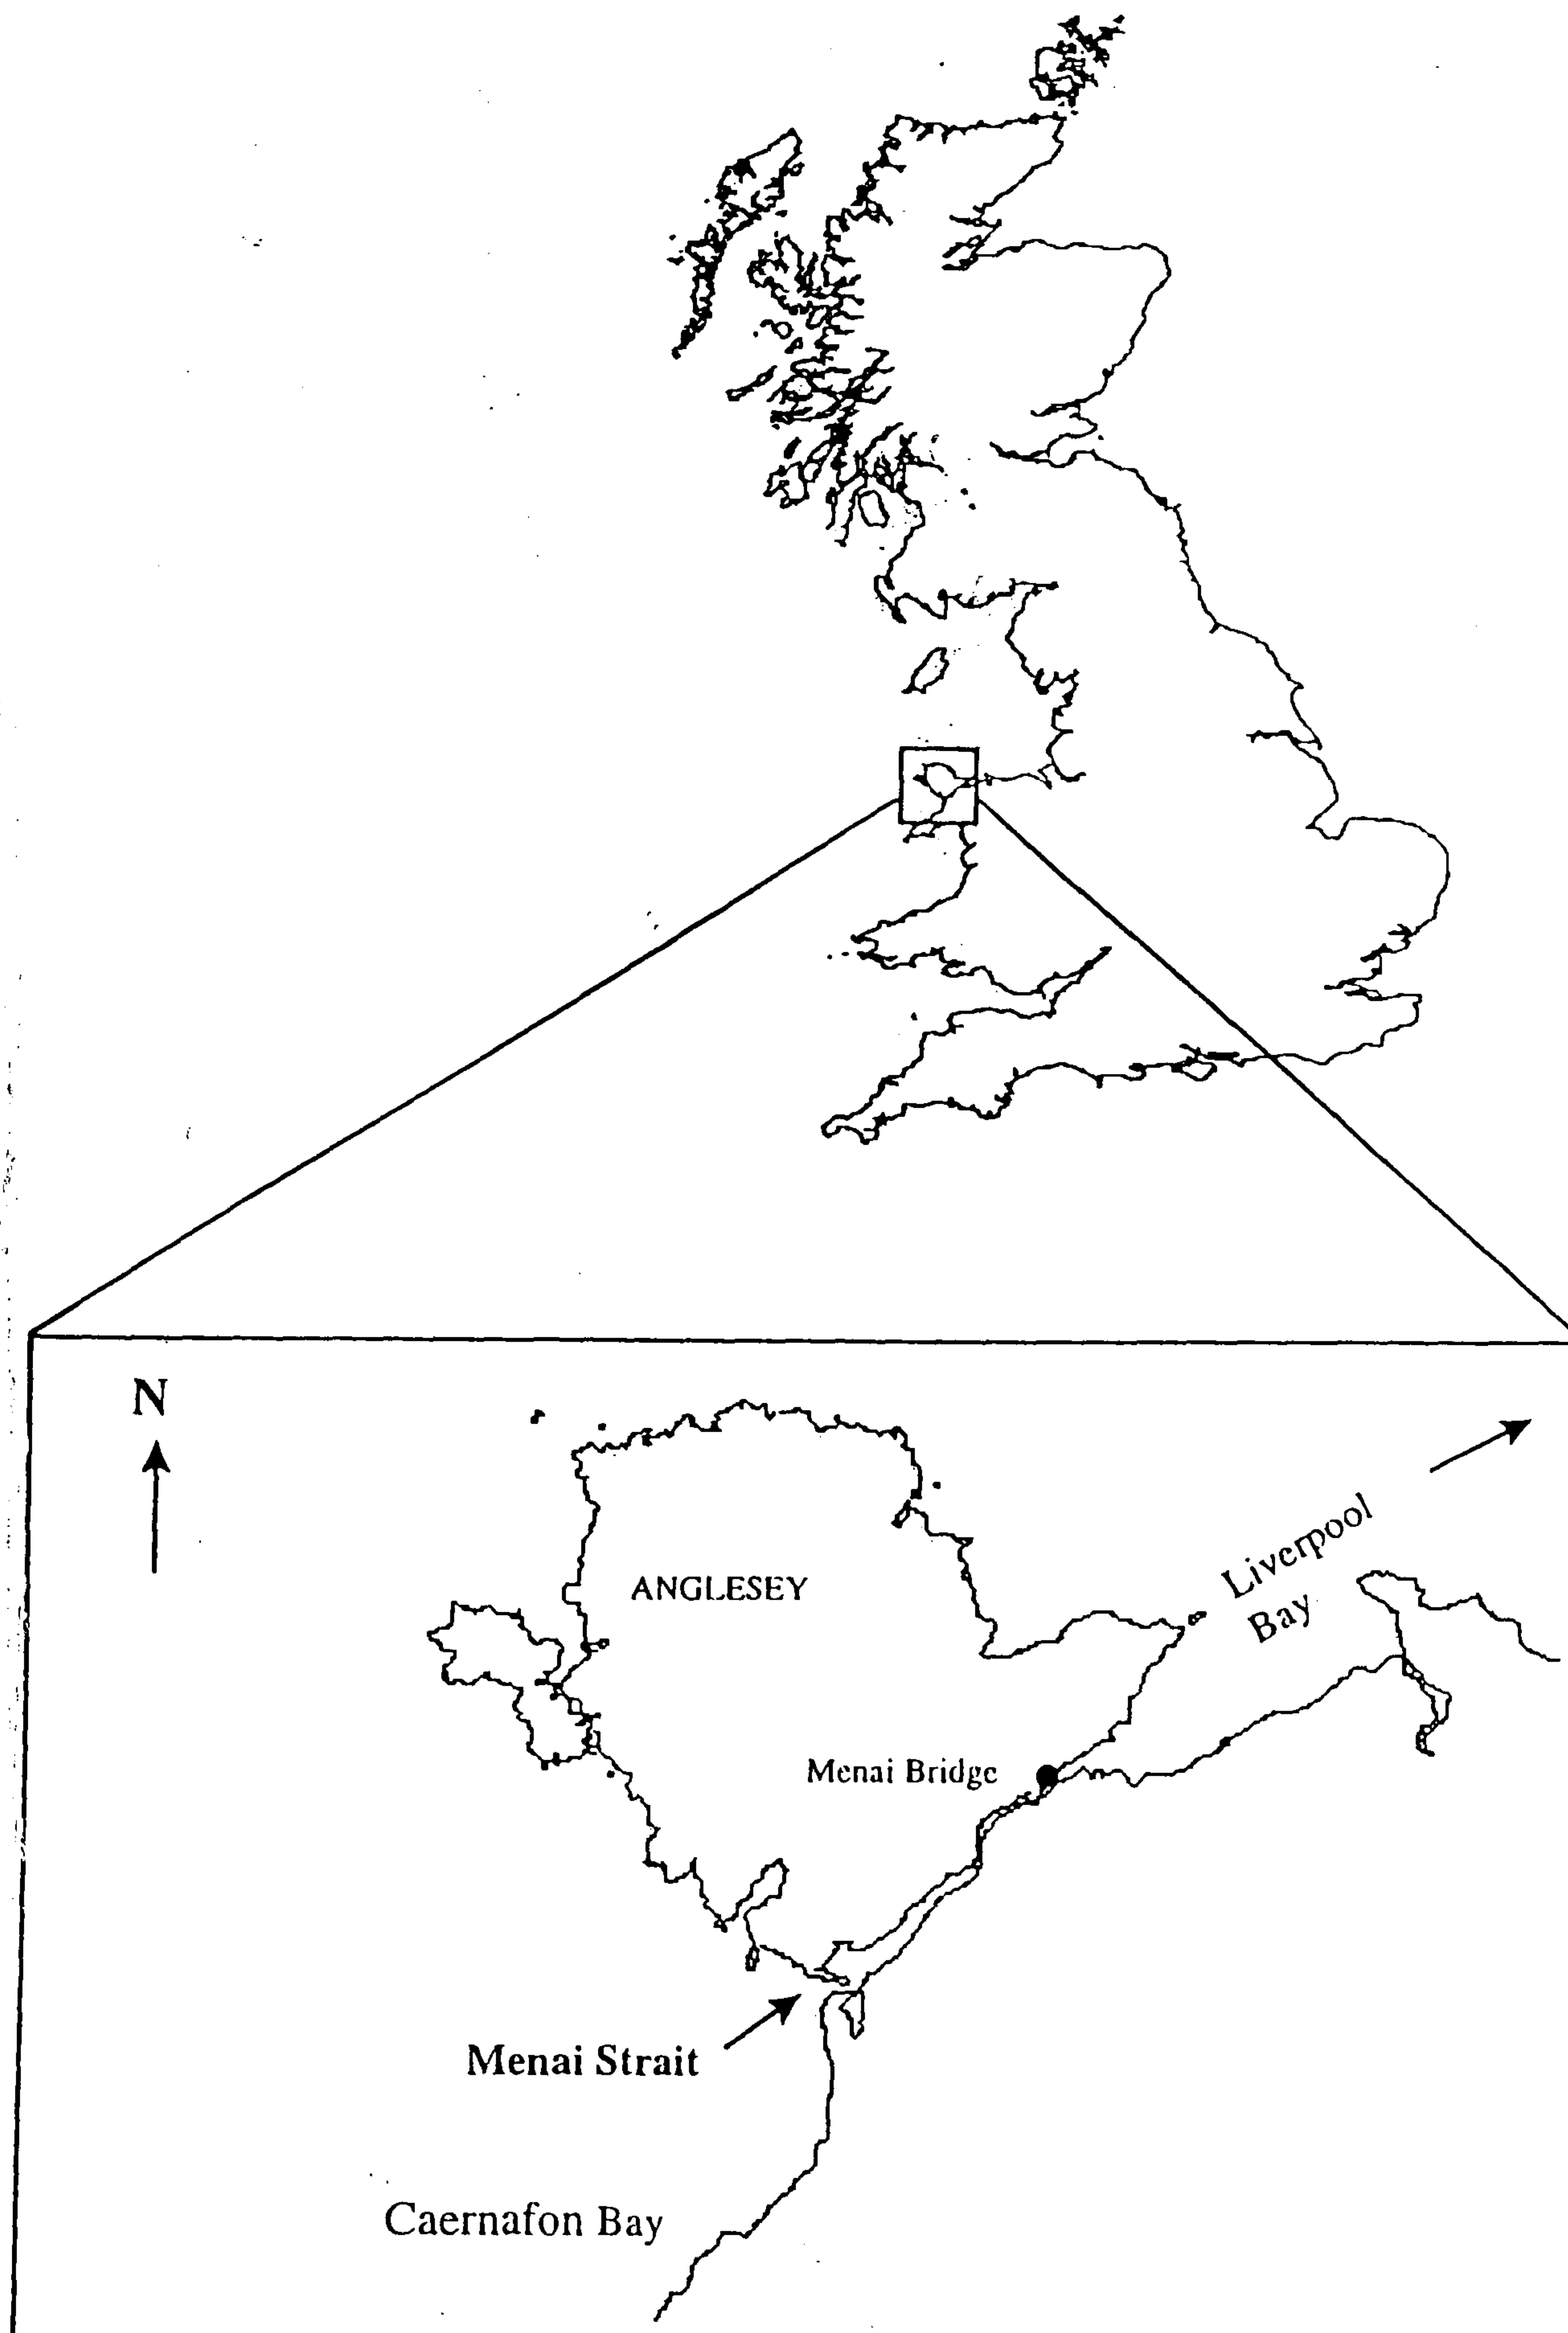 N
ANGLESEY
Liverpool
Bay
Menai Bridge
Menai Strait
Caernafon Bay